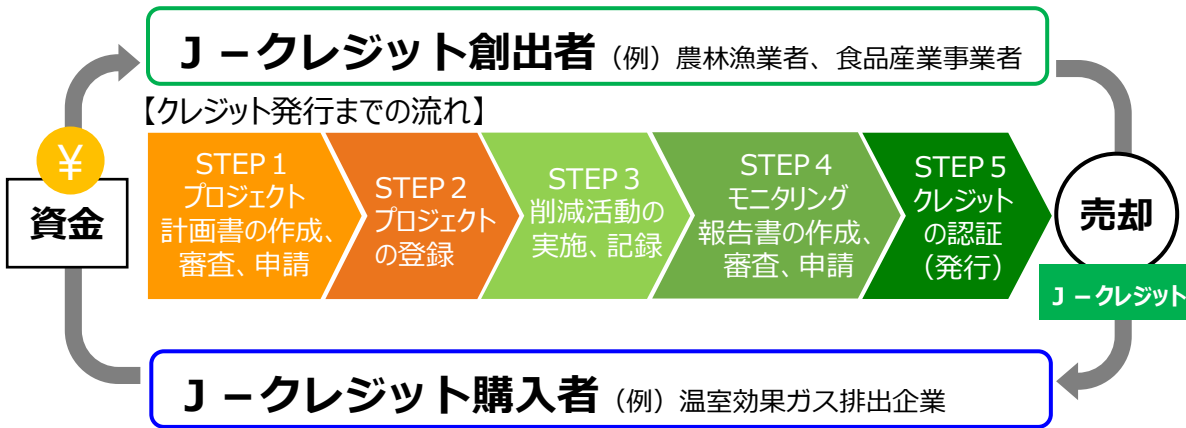 J－クレジット創出者（例）農林漁業者、食品産業事業者
【クレジット発行までの流れ】
¥
資金
STEP１
プロジェクト
計画書の作成、
審査、申請
STEP２
プロジェクト
の登録
STEP３
削減活動の
実施、記録
STEP４
モニタリング
報告書の作成、
審査、申請
STEP５
クレジット
の認証
（発行）
売却
J－クレジット
J－クレジット購入者（例）温室効果ガス排出企業